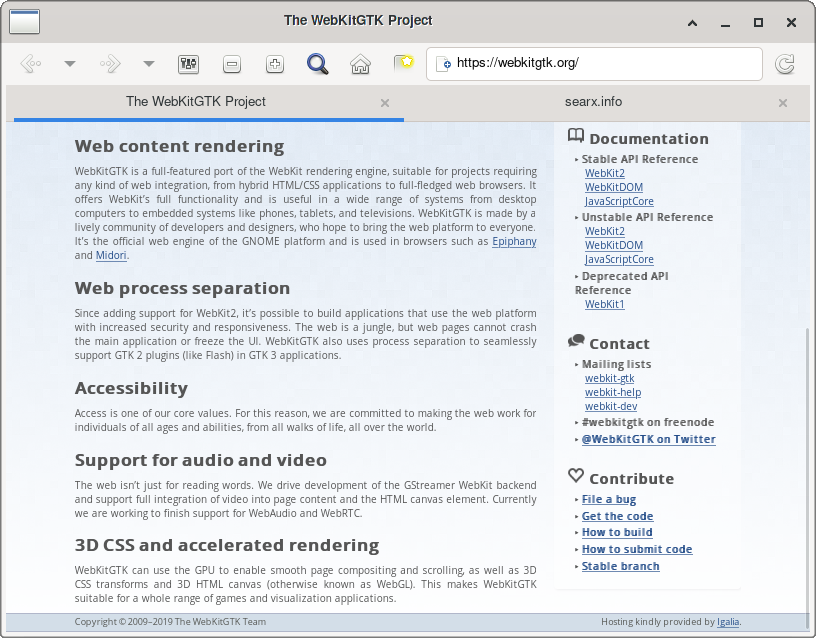 The WebKitGTK Project
https://webkitgtk.org/
The WebKitGTK Project
searx.info
Web content rendering
WebKitGTK is a full-featured port of the WebKit rendering engine, suitable for projects requiring
any kind of web integration, from hybrid HTML/CSS applications to full-fledged web browsers. It
offers WebKit's full functionality and is useful in a wide range of systems from desktop
computers to embedded systems like phones, tablets, and televisions. WebKitGTK is made by a
lively community of developers and designers, who hope to bring the web platform to everyone.
It's the official web engine of the GNOME platform and is used in browsers such as Epiphany
and Midori.
Web process separation
Since adding support for WebKit2, it's possible to build applications that use the web platform
with increased security and responsiveness. The web is a jungle, but web pages cannot crash
the main application or freeze the UI. WebKitGTK also uses process separation to seamlessly
support GTK 2 plugins (like Flash) in GTK 3 applications.
Accessibility
Access is one of our core values. For this reason, we are committed to making the web work for
individuals of all ages and abilities, from all walks of life, all over the world.
Support for audio and video
The web isn't just for reading words. We drive development of the GStreamer WebKit backend
and support full integration of video into page content and the HTML canvas element. Currently
we are working to finish support for WebAudio and WebRTC.
3D CSS and accelerated rendering
WebKitGTK can use the GPU to enable smooth page compositing and scrolling, as well as 3D
CSS transforms and 3D HTML canvas (otherwise known as WebGL). This makes WebKitGTK
suitable for a whole range of games and visualization applications.
Documentation
‣ Stable API Reference
WebKit2
WebKitDOM
JavaScriptCore
‣ Unstable API Reference
WebKit2
WebKitDOM
JavaScriptCore
‣ Deprecated API
Reference
WebKit1
Contact
‣ Mailing lists
webkit-gtk
webkit-help
webkit-dev
‣ #webkitgtk on freenode
‣ @WebKitGTK on Twitter
Contribute
‣ File a bug
‣ Get the code
‣ How to build
‣ How to submit code
‣ Stable branch
Copyright © 2009–2019 The WebKitGTK Team
Hosting kindly provided by Igalia.